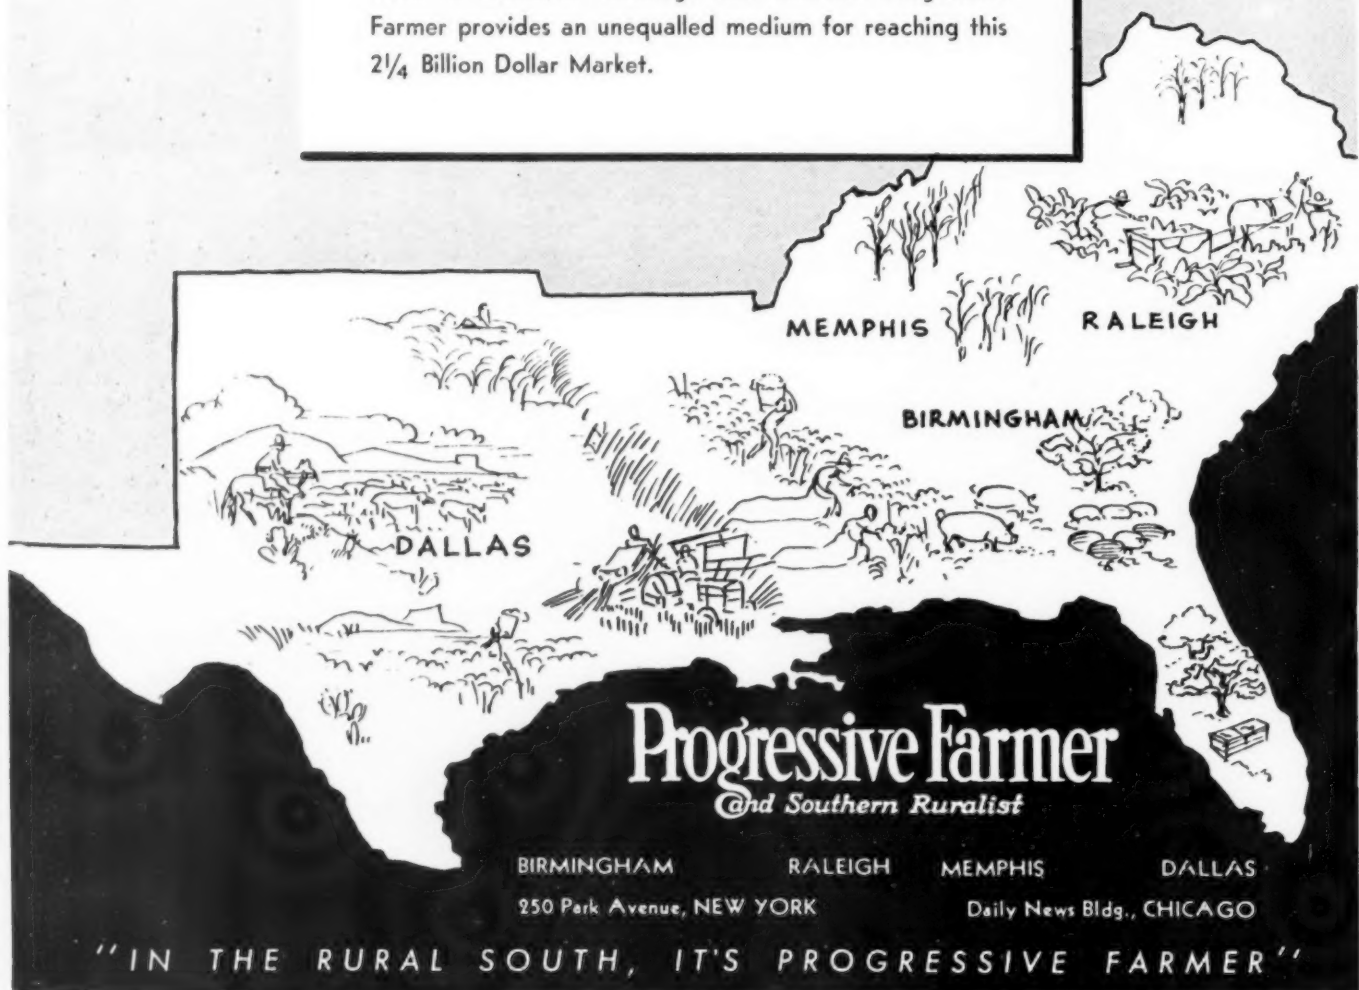 Farmer provides an unequalled medium for reaching this
2¼ Billion Dollar Market.
MEMPHIS
RALEIGH
BIRMINGHAM
DALLAS
Progressive Farmer
and Southern Ruralist
BIRMINGHAM RALEIGH MEMPHIS DALLAS
250 Park Avenue, NEW YORK Daily News Bldg., CHICAGO
"IN THE RURAL SOUTH, IT'S PROGRESSIVE FARMER"